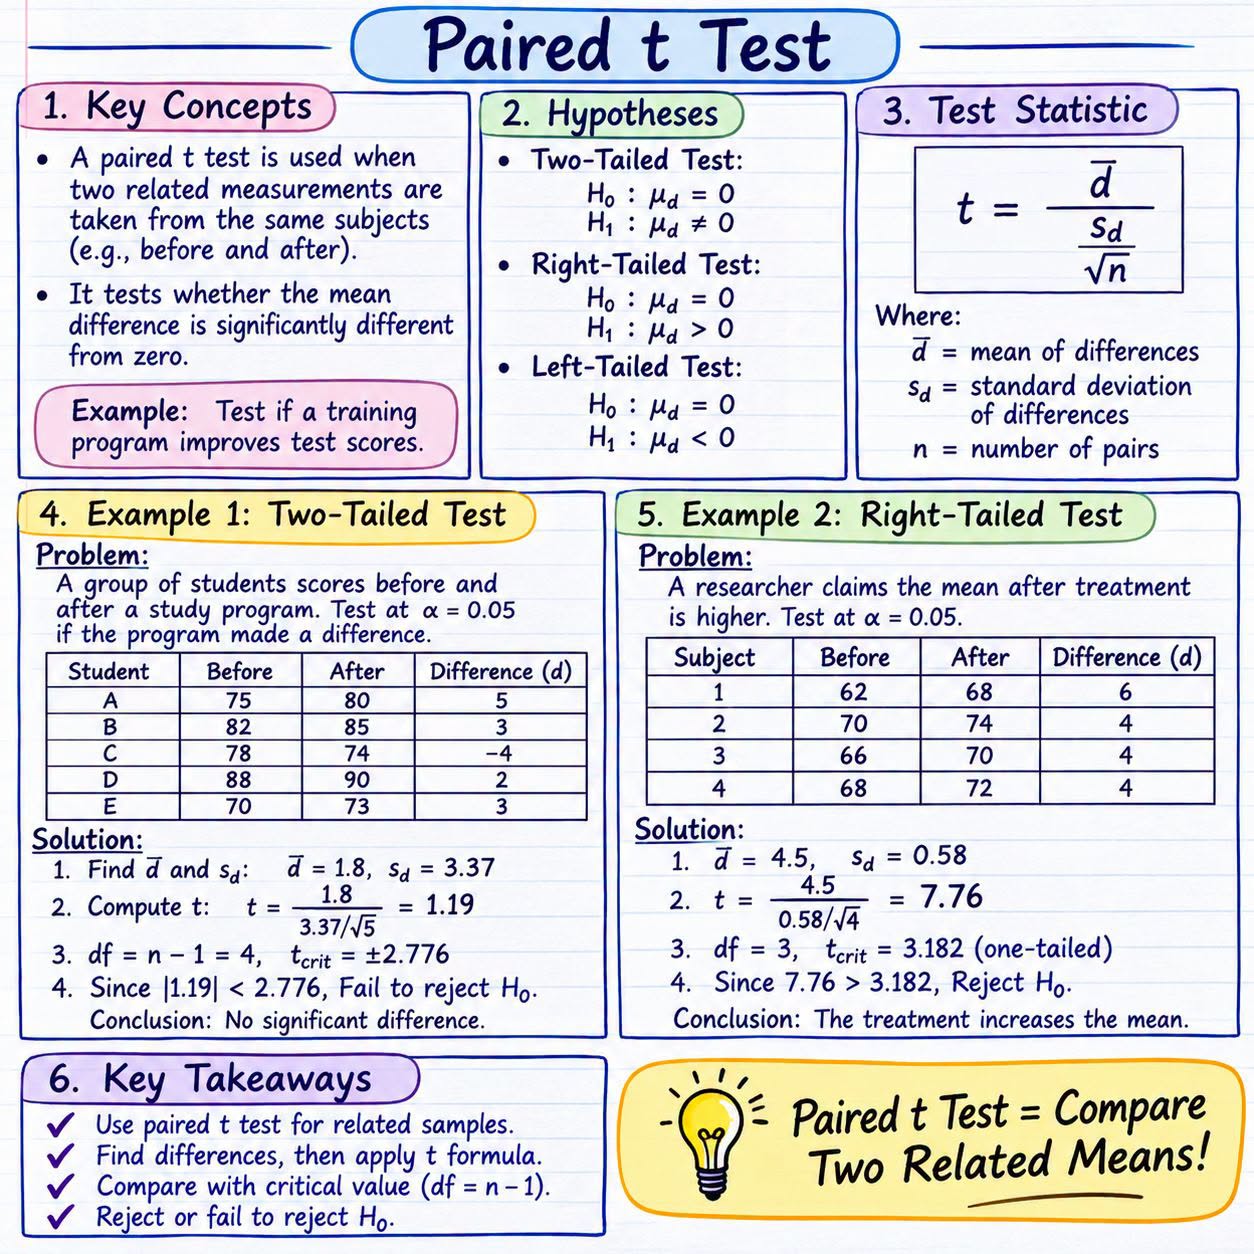 Paired t Test
1. Key Concepts
• A paired t test is used when
two related measurements are
taken from the same subjects
(e.g., before and after).
• It tests whether the mean
difference is significantly different
from zero.
Example: Test if a training
program improves test scores.
2. Hypotheses
• Two-Tailed Test:
H₀ : μ_d = 0
H₁ : μ_d ≠ 0
• Right-Tailed Test:
H₀ : μ_d = 0
H₁ : μ_d > 0
• Left-Tailed Test:
H₀ : μ_d = 0
H₁ : μ_d < 0
3. Test Statistic
t = d̄ / (s_d / √n)
Where:
d̄ = mean of differences
s_d = standard deviation
of differences
n = number of pairs
4. Example 1: Two-Tailed Test
Problem:
A group of students scores before and
after a study program. Test at α = 0.05
if the program made a difference.
Student Before After Difference (d)
A 75 80 5
B 82 85 3
C 78 74 −4
D 88 90 2
E 70 73 3
Solution:
1. Find d̄ and s_d: d̄ = 1.8, s_d = 3.37
2. Compute t: t = 1.8 / (3.37/√5) = 1.19
3. df = n − 1 = 4, t_crit = ±2.776
4. Since |1.19| < 2.776, Fail to reject H₀.
Conclusion: No significant difference.
5. Example 2: Right-Tailed Test
Problem:
A researcher claims the mean after treatment
is higher. Test at α = 0.05.
Subject Before After Difference (d)
1 62 68 6
2 70 74 4
3 66 70 4
4 68 72 4
Solution:
1. d̄ = 4.5, s_d = 0.58
2. t = 4.5 / (0.58/√4) = 7.76
3. df = 3, t_crit = 3.182 (one-tailed)
4. Since 7.76 > 3.182, Reject H₀.
Conclusion: The treatment increases the mean.
6. Key Takeaways
✔ Use paired t test for related samples.
✔ Find differences, then apply t formula.
✔ Compare with critical value (df = n − 1).
✔ Reject or fail to reject H₀.
Paired t Test = Compare
Two Related Means!